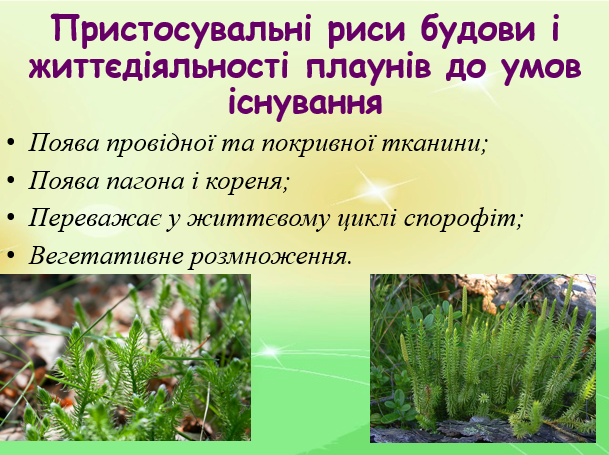 Пристосувальні риси будови і
життєдіяльності плаунів до умов
існування
• Поява провідної та покривної тканини;
• Поява пагона і кореня;
• Переважає у життєвому циклі спорофіт;
• Вегетативне розмноження.